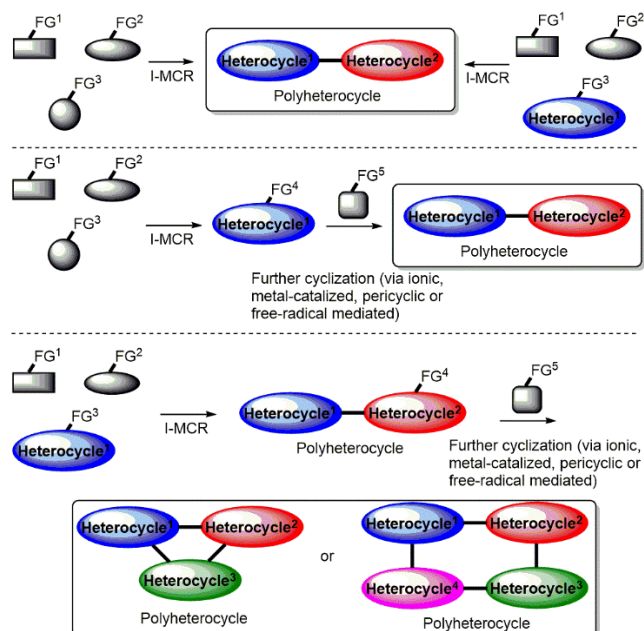 FG¹
FG²
FG³
I-MCR
Heterocycle¹
Heterocycle²
Polyheterocycle
I-MCR
FG¹
FG²
FG³
Heterocycle¹
FG¹
FG²
FG³
I-MCR
FG⁴
Heterocycle¹
FG⁵
Further cyclization (via ionic,
metal-catalized, pericyclic or
free-radical mediated)
Heterocycle¹
Heterocycle²
Polyheterocycle
FG¹
FG²
FG³
Heterocycle¹
I-MCR
Heterocycle¹
FG⁴
Heterocycle²
Polyheterocycle
FG⁵
Further cyclization (via ionic,
metal-catalized, pericyclic or
free-radical mediated)
Heterocycle¹
Heterocycle²
Heterocycle³
Polyheterocycle
or
Heterocycle¹
Heterocycle²
Heterocycle⁴
Heterocycle³
Polyheterocycle